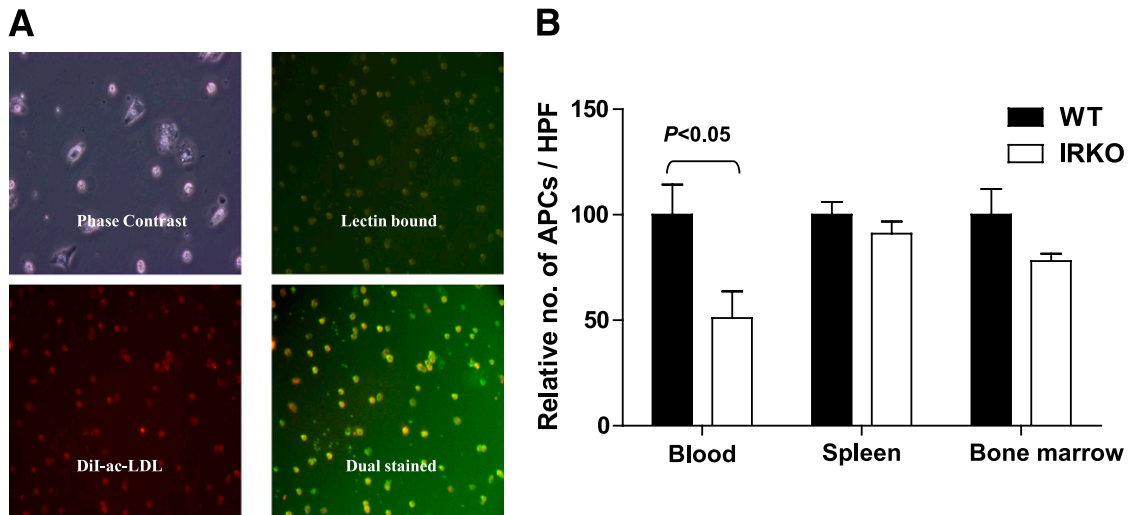 A
Phase Contrast
Lectin bound
DiI-ac-LDL
Dual stained
B
Relative no. of APCs / HPF
150
100
50
0
P<0.05
WT
IRKO
Blood
Spleen
Bone marrow